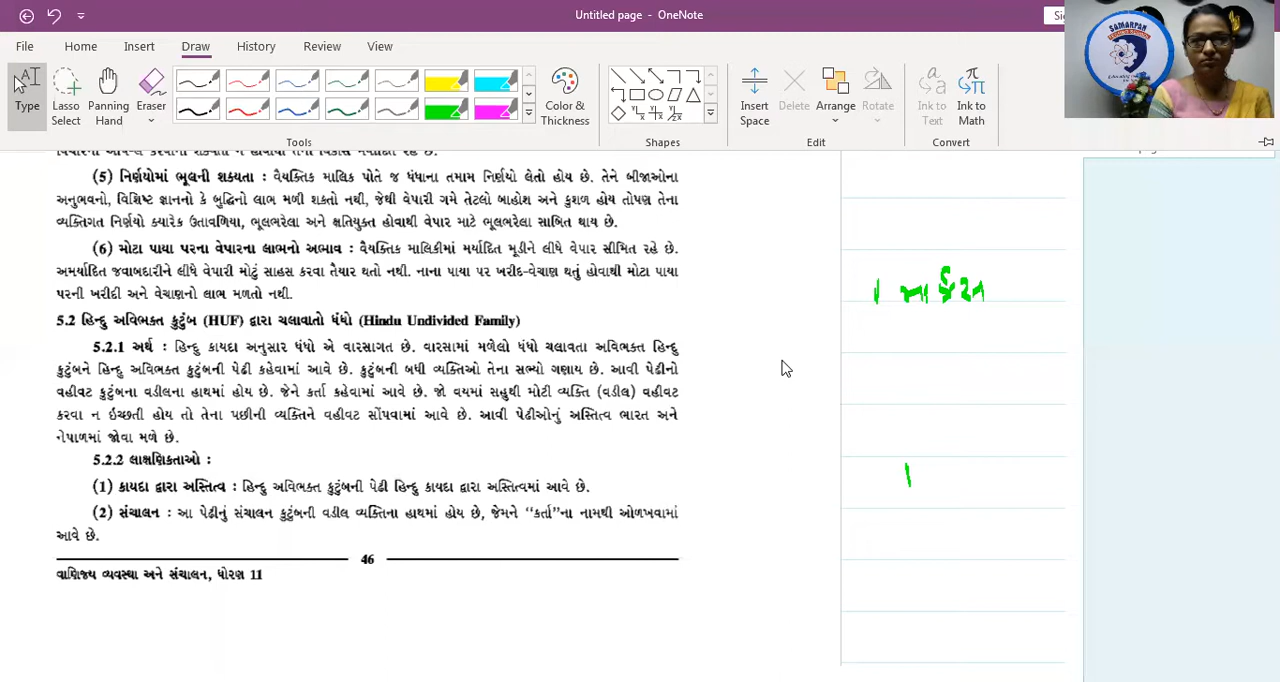 Untitled page - OneNote
File Home Insert Draw History Review View
Type Lasso Select Panning Hand Eraser Color & Thickness Insert Space Delete Arrange Rotate Ink to Text Ink to Math
Tools Shapes Edit Convert
SAMARPAN
(5) નિર્ણયોમાં ભૂલની શક્યતા : વૈયક્તિક માલિક પોતે જ ધંધાના તમામ નિર્ણયો લેતો હોય છે. તેને બીજાઓના
અનુભવનો, વિશિષ્ટ જ્ઞાનનો કે બુદ્ધિનો લાભ મળી શક્તો નથી, જેથી વેપારી ગમે તેટલો બાહોશ અને કુશળ હોય તોપણ તેના
વ્યક્તિગત નિર્ણયો ક્યારેક ઉતાવળિયા, ભૂલભરેલા અને ક્ષતિયુક્ત હોવાથી વેપાર માટે ભૂલભરેલા સાબિત થાય છે.
(6) મોટા પાયા પરના વેપારના લાભનો અભાવ : વૈયક્તિક માલિકીમાં મર્યાદિત મૂડીને લીધે વેપાર સીમિત રહે છે.
અમર્યાદિત જવાબદારીને લીધે વેપારી મોટું સાહસ કરવા તૈયાર થતો નથી. નાના પાયા પર ખરીદ-વેચાણ થતું હોવાથી મોટા પાયા
પરની ખરીદી અને વેચાણનો લાભ મળતો નથી.
5.2 હિન્દુ અવિભક્ત કુટુંબ (HUF) દ્વારા ચલાવાતો ધંધો (Hindu Undivided Family)
5.2.1 અર્થ : હિન્દુ કાયદા અનુસાર ધંધો એ વારસાગત છે. વારસામાં મળેલો ધંધો ચલાવતા અવિભક્ત હિન્દુ
કુટુંબને હિન્દુ અવિભક્ત કુટુંબની પેઢી કહેવામાં આવે છે. કુટુંબની બધી વ્યક્તિઓ તેના સભ્યો ગણાય છે. આવી પેઢીનો
વહીવટ કુટુંબના વડીલના હાથમાં હોય છે. જેને કર્તા કહેવામાં આવે છે. જો વયમાં સહુથી મોટી વ્યક્તિ (વડીલ) વહીવટ
કરવા ન ઇચ્છતી હોય તો તેના પછીની વ્યક્તિને વહીવટ સોંપવામાં આવે છે. આવી પેઢીઓનું અસ્તિત્વ ભારત અને
નેપાળમાં જોવા મળે છે.
5.2.2 લાક્ષણિકતાઓ :
(1) કાયદા દ્વારા અસ્તિત્વ : હિન્દુ અવિભક્ત કુટુંબની પેઢી હિન્દુ કાયદા દ્વારા અસ્તિત્વમાં આવે છે.
(2) સંચાલન : આ પેઢીનું સંચાલન કુટુંબની વડીલ વ્યક્તિના હાથમાં હોય છે, જેમને “કર્તા”ના નામથી ઓળખવામાં
આવે છે.
46
વાણિજ્ય વ્યવસ્થા અને સંચાલન, ધોરણ 11